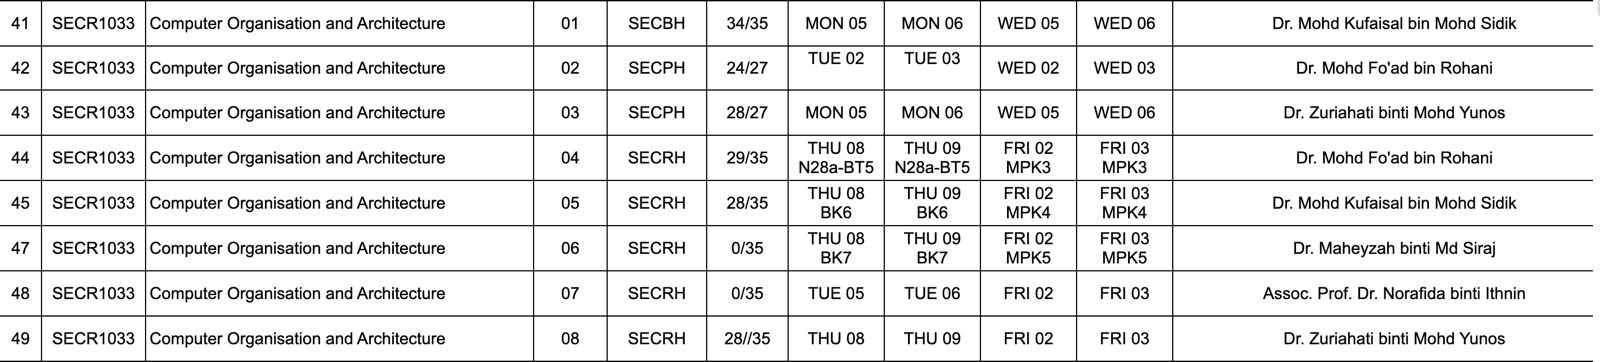 41 SECR1033 Computer Organisation and Architecture 01 SECBH 34/35 MON 05 MON 06 WED 05 WED 06 Dr. Mohd Kufaisal bin Mohd Sidik
42 SECR1033 Computer Organisation and Architecture 02 SECPH 24/27 TUE 02 TUE 03 WED 02 WED 03 Dr. Mohd Fo'ad bin Rohani
43 SECR1033 Computer Organisation and Architecture 03 SECPH 28/27 MON 05 MON 06 WED 05 WED 06 Dr. Zuriahati binti Mohd Yunos
44 SECR1033 Computer Organisation and Architecture 04 SECRH 29/35 THU 08 THU 09 FRI 02 FRI 03 Dr. Mohd Fo'ad bin Rohani
N28a-BT5 N28a-BT5 MPK3 MPK3
45 SECR1033 Computer Organisation and Architecture 05 SECRH 28/35 THU 08 THU 09 FRI 02 FRI 03 Dr. Mohd Kufaisal bin Mohd Sidik
BK6 BK6 MPK4 MPK4
47 SECR1033 Computer Organisation and Architecture 06 SECRH 0/35 THU 08 THU 09 FRI 02 FRI 03 Dr. Maheyzah binti Md Siraj
BK7 BK7 MPK5 MPK5
48 SECR1033 Computer Organisation and Architecture 07 SECRH 0/35 TUE 05 TUE 06 FRI 02 FRI 03 Assoc. Prof. Dr. Norafida binti Ithnin
49 SECR1033 Computer Organisation and Architecture 08 SECRH 28//35 THU 08 THU 09 FRI 02 FRI 03 Dr. Zuriahati binti Mohd Yunos